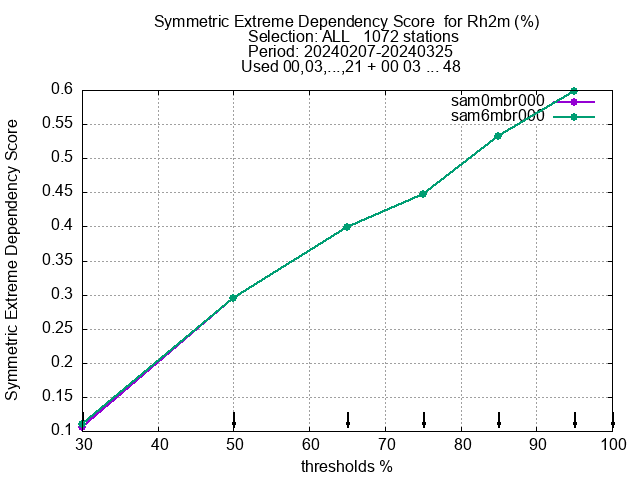 Symmetric Extreme Dependency Score for Rh2m (%)
Selection: ALL 1072 stations
Period: 20240207-20240325
Used 00,03,...,21 + 00 03 ... 48
sam0mbr000
sam6mbr000
Symmetric Extreme Dependency Score
0.6
0.55
0.5
0.45
0.4
0.35
0.3
0.25
0.2
0.15
0.1
30 40 50 60 70 80 90 100
thresholds %